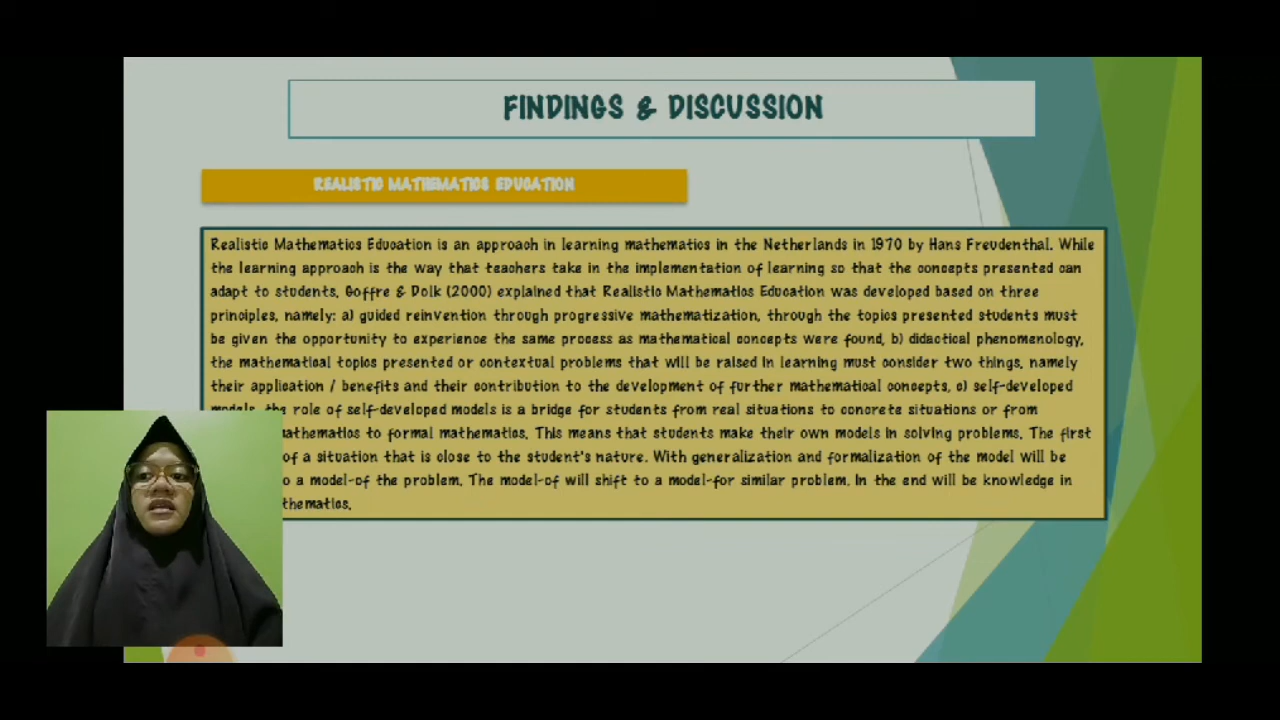 FINDINGS & DISCUSSION
REALISTIC MATHEMATICS EDUCATION
Realistic Mathematics Education is an approach in learning mathematics in the Netherlands in 1970 by Hans Freudenthal. While
the learning approach is the way that teachers take in the implementation of learning so that the concepts presented can
adapt to students. Goffre & Dolk (2000) explained that Realistic Mathematics Education was developed based on three
principles, namely: a) guided reinvention through progressive mathematization, through the topics presented students must
be given the opportunity to experience the same process as mathematical concepts were found, b) didactical phenomenology,
the mathematical topics presented or contextual problems that will be raised in learning must consider two things, namely
their application / benefits and their contribution to the development of further mathematical concepts, c) self-developed
the role of self-developed models is a bridge for students from real situations to concrete situations or from
mathematics to formal mathematics. This means that students make their own models in solving problems. The first
of a situation that is close to the student's nature. With generalization and formalization of the model will be
a model-of the problem. The model-of will shift to a model-for similar problem. In the end will be knowledge in